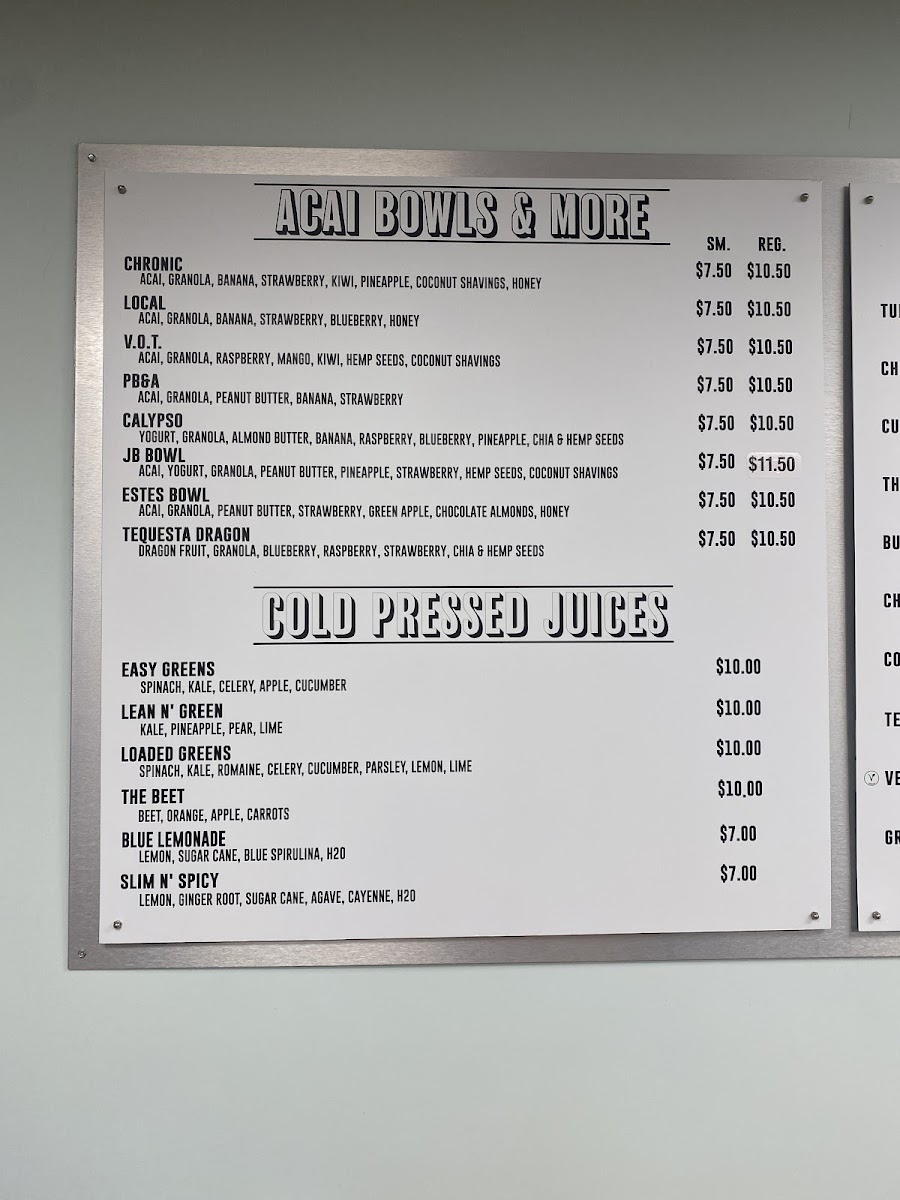 ACAI BOWLS & MORE
SM. REG.
CHRONIC $7.50 $10.50
ACAI, GRANOLA, BANANA, STRAWBERRY, KIWI, PINEAPPLE, COCONUT SHAVINGS, HONEY
LOCAL $7.50 $10.50
ACAI, GRANOLA, BANANA, STRAWBERRY, BLUEBERRY, HONEY
V.O.T. $7.50 $10.50
ACAI, GRANOLA, RASPBERRY, MANGO, KIWI, HEMP SEEDS, COCONUT SHAVINGS
PB&A $7.50 $10.50
ACAI, GRANOLA, PEANUT BUTTER, BANANA, STRAWBERRY
CALYPSO $7.50 $10.50
YOGURT, GRANOLA, ALMOND BUTTER, BANANA, RASPBERRY, BLUEBERRY, PINEAPPLE, CHIA & HEMP SEEDS
JB BOWL $7.50 $11.50
ACAI, YOGURT, GRANOLA, PEANUT BUTTER, PINEAPPLE, STRAWBERRY, HEMP SEEDS, COCONUT SHAVINGS
ESTES BOWL $7.50 $10.50
ACAI, GRANOLA, PEANUT BUTTER, STRAWBERRY, GREEN APPLE, CHOCOLATE ALMONDS, HONEY
TEQUESTA DRAGON $7.50 $10.50
DRAGON FRUIT, GRANOLA, BLUEBERRY, RASPBERRY, STRAWBERRY, CHIA & HEMP SEEDS
COLD PRESSED JUICES
EASY GREENS $10.00
SPINACH, KALE, CELERY, APPLE, CUCUMBER
LEAN N' GREEN $10.00
KALE, PINEAPPLE, PEAR, LIME
LOADED GREENS $10.00
SPINACH, KALE, ROMAINE, CELERY, CUCUMBER, PARSLEY, LEMON, LIME
THE BEET $10.00
BEET, ORANGE, APPLE, CARROTS
BLUE LEMONADE $7.00
LEMON, SUGAR CANE, BLUE SPIRULINA, H20
SLIM N' SPICY $7.00
LEMON, GINGER ROOT, SUGAR CANE, AGAVE, CAYENNE, H20